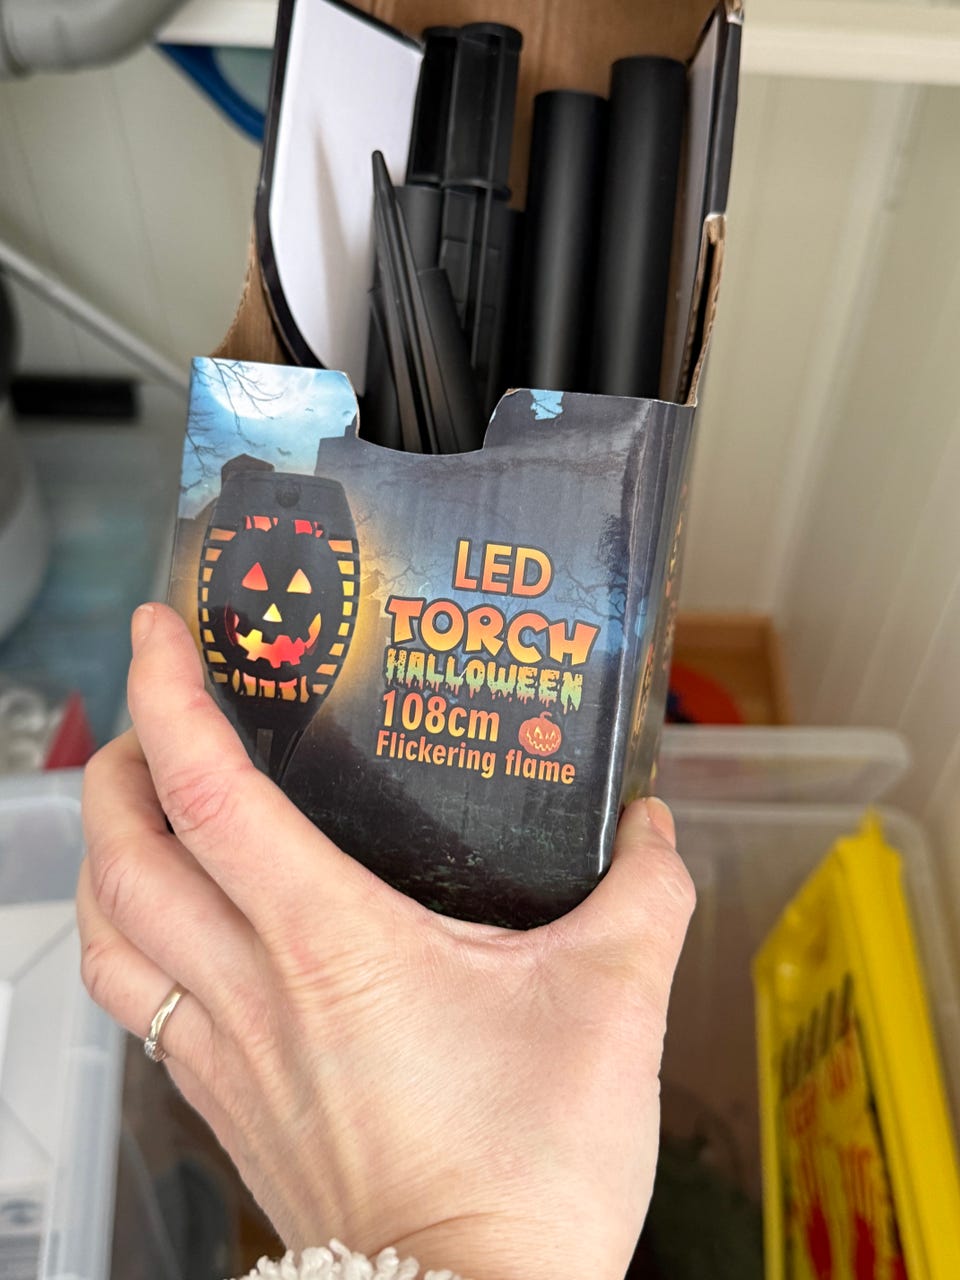 LED
TORCH
HALLOWEEN
108cm
Flickering flame